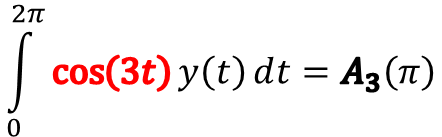 ∫₀^{2π} cos(3t) y(t) dt = A₃(π)